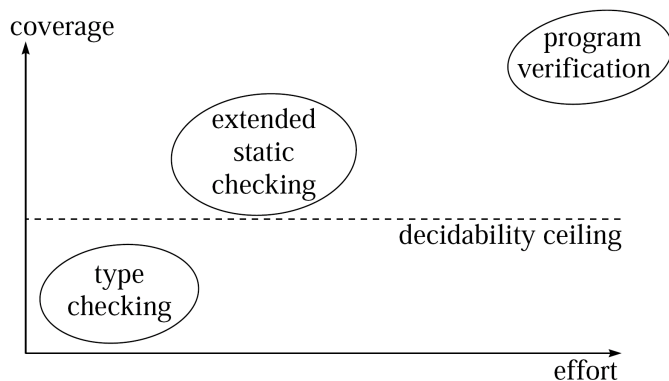 coverage
program
verification
extended
static
checking
decidability ceiling
type
checking
effort